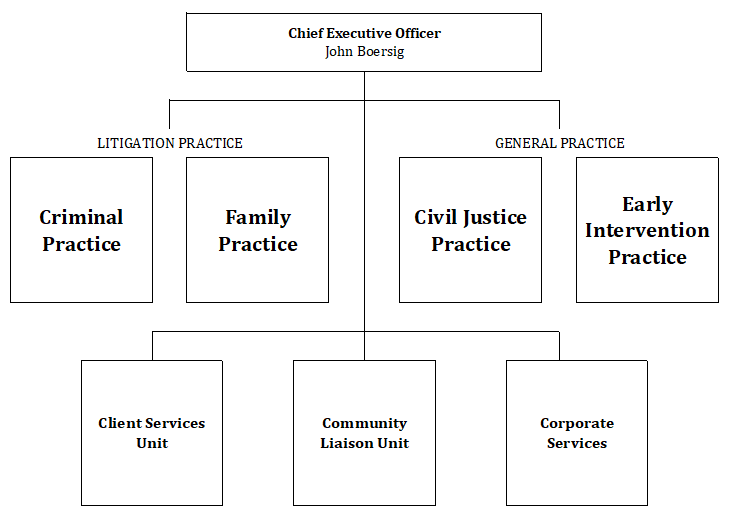 Chief Executive Officer
John Boersig
LITIGATION PRACTICE
GENERAL PRACTICE
Criminal
Practice
Family
Practice
Civil Justice
Practice
Early
Intervention
Practice
Client Services
Unit
Community
Liaison Unit
Corporate
Services